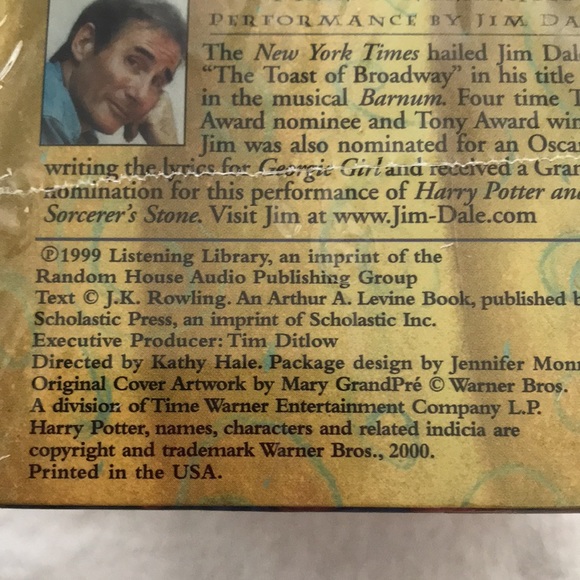 PERFORMANCE BY JIM DA
The New York Times hailed Jim Dale
"The Toast of Broadway" in his title
in the musical Barnum. Four time T
Award nominee and Tony Award win
Jim was also nominated for an Osca
writing the lyrics for Georgie Girl and received a Gram
nomination for this performance of Harry Potter and
Sorcerer's Stone. Visit Jim at www.Jim-Dale.com
℗1999 Listening Library, an imprint of the
Random House Audio Publishing Group
Text © J.K. Rowling. An Arthur A. Levine Book, published b
Scholastic Press, an imprint of Scholastic Inc.
Executive Producer: Tim Ditlow
Directed by Kathy Hale. Package design by Jennifer Monn
Original Cover Artwork by Mary GrandPré © Warner Bros.
A division of Time Warner Entertainment Company L.P.
Harry Potter, names, characters and related indicia are
copyright and trademark Warner Bros., 2000.
Printed in the USA.